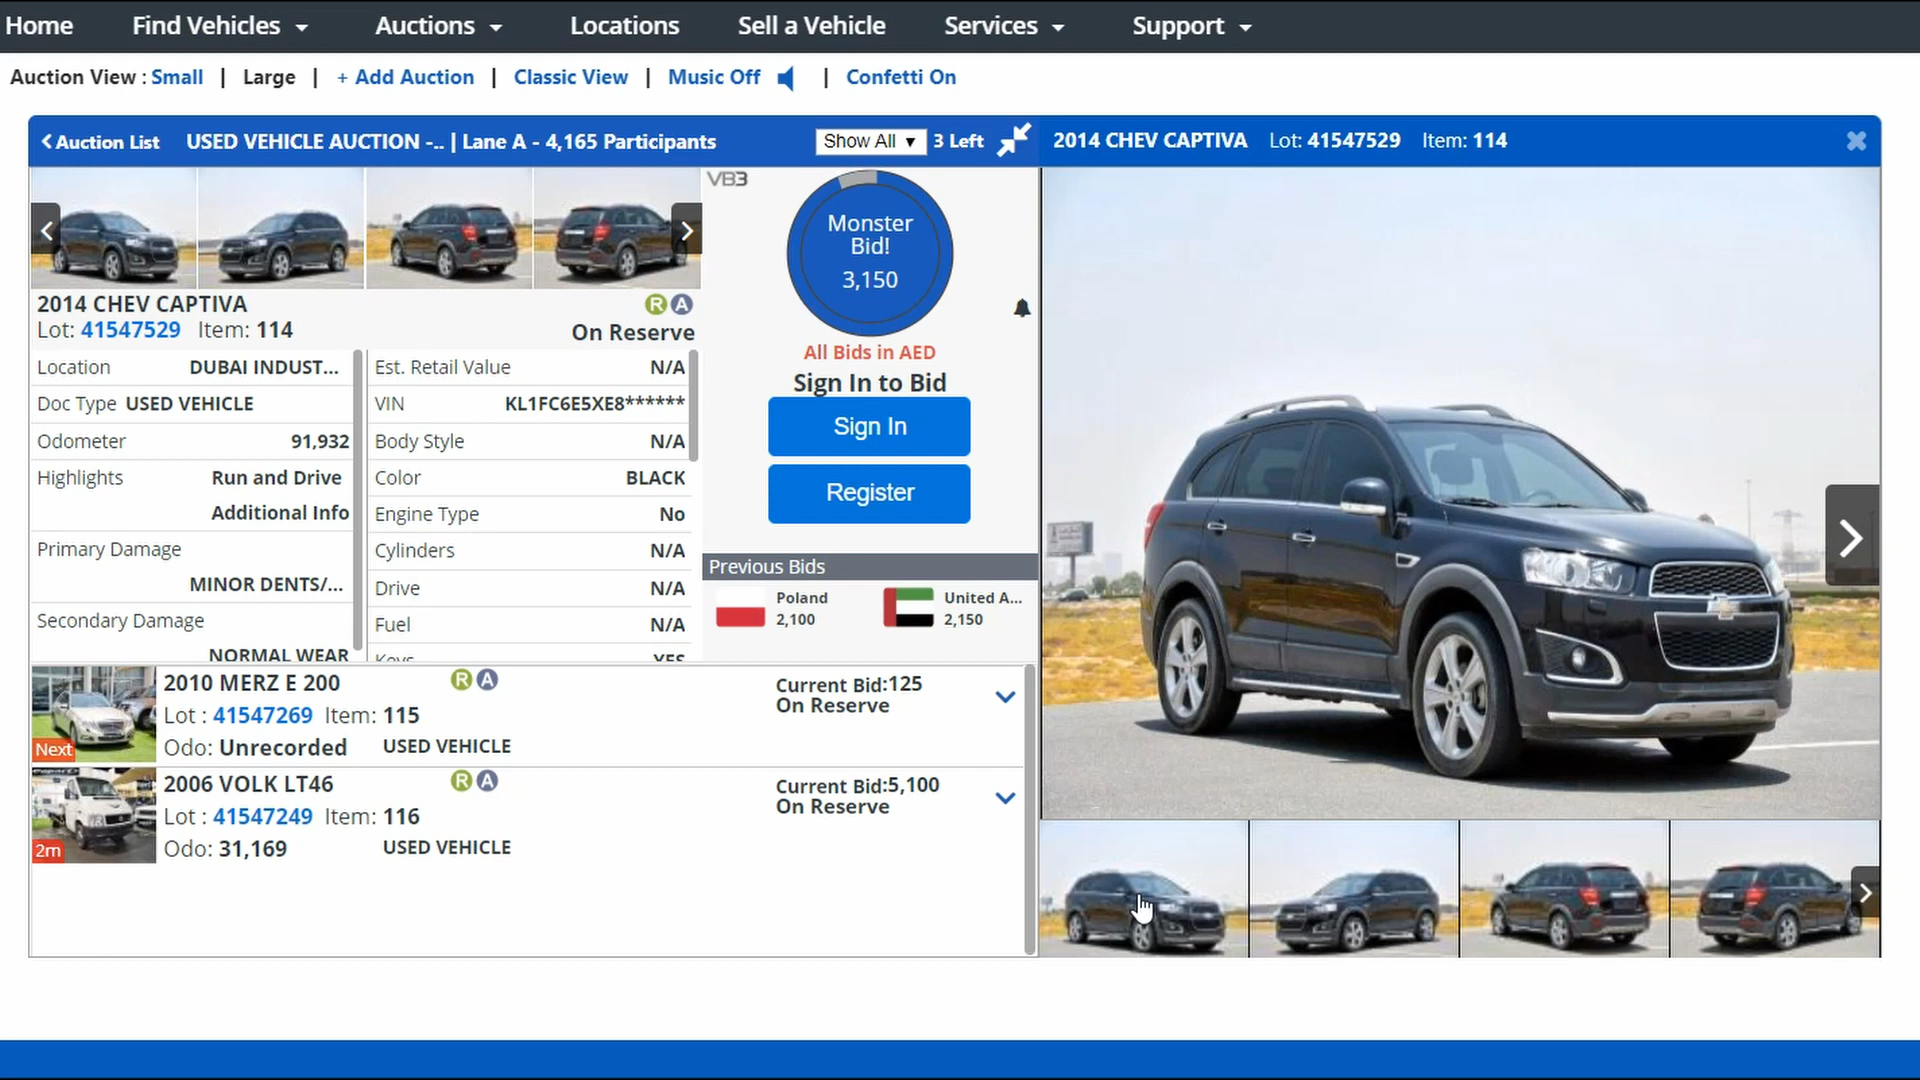 Home Find Vehicles Auctions Locations Sell a Vehicle Services Support
Auction View : Small | Large | + Add Auction | Classic View | Music Off | Confetti On
Auction List USED VEHICLE AUCTION -.. | Lane A - 4,165 Participants Show All ▼ 3 Left
2014 CHEV CAPTIVA Lot: 41547529 Item: 114
VB3
2014 CHEV CAPTIVA R A
Lot: 41547529 Item: 114 On Reserve
Location DUBAI INDUST...
Doc Type USED VEHICLE
Odometer 91,932
Highlights Run and Drive
Additional Info
Primary Damage
MINOR DENTS/...
Secondary Damage
NORMAL WEAR
Est. Retail Value N/A
VIN KL1FC6E5XE8******
Body Style N/A
Color BLACK
Engine Type No
Cylinders N/A
Drive N/A
Fuel N/A
Keys YES
Monster
Bid!
3,150
All Bids in AED
Sign In to Bid
Sign In
Register
Previous Bids
Poland
2,100
United A...
2,150
2010 MERZ E 200 R A
Lot : 41547269 Item: 115
Odo: Unrecorded USED VEHICLE
Next
Current Bid:125
On Reserve
2006 VOLK LT46 R A
Lot : 41547249 Item: 116
Odo: 31,169 USED VEHICLE
2m
Current Bid:5,100
On Reserve